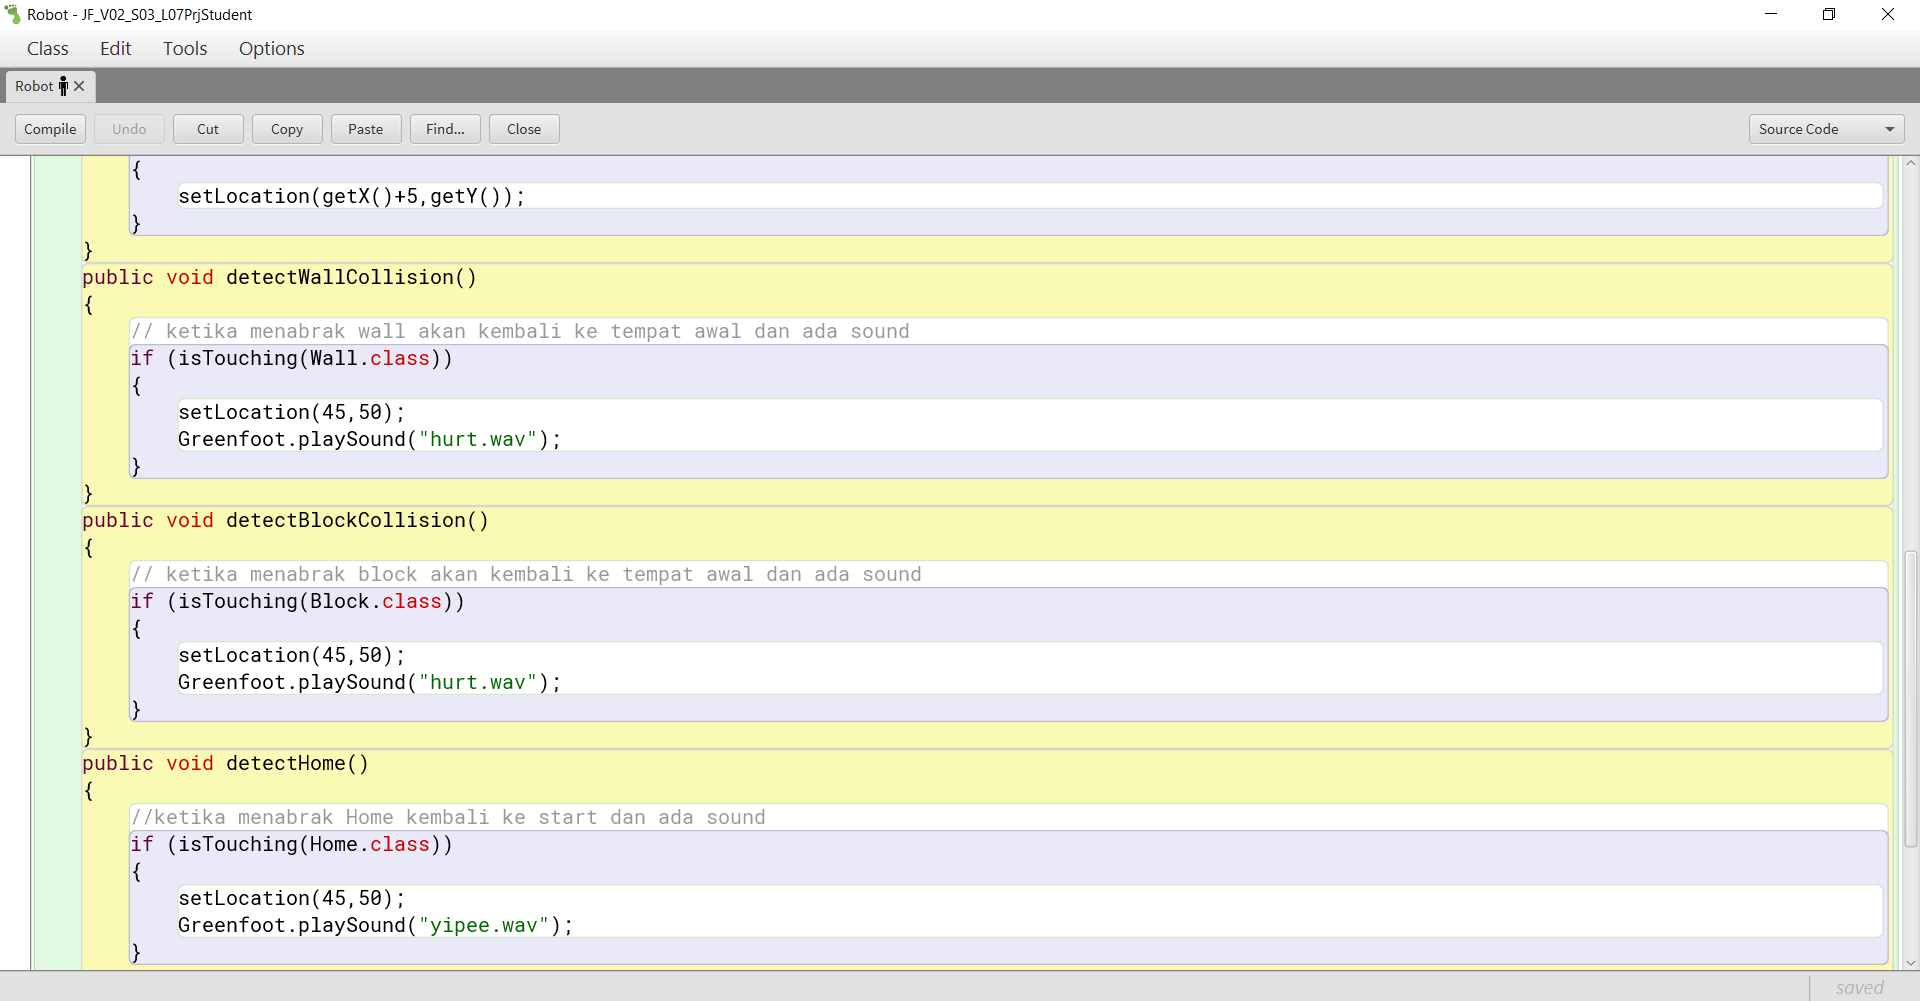 Robot - JF_V02_S03_L07PrjStudent
Class Edit Tools Options
Robot
Compile Undo Cut Copy Paste Find... Close Source Code
{
setLocation(getX()+5,getY());
}
}
public void detectWallCollision()
{
// ketika menabrak wall akan kembali ke tempat awal dan ada sound
if (isTouching(Wall.class))
{
setLocation(45,50);
Greenfoot.playSound("hurt.wav");
}
}
public void detectBlockCollision()
{
// ketika menabrak block akan kembali ke tempat awal dan ada sound
if (isTouching(Block.class))
{
setLocation(45,50);
Greenfoot.playSound("hurt.wav");
}
}
public void detectHome()
{
//ketika menabrak Home kembali ke start dan ada sound
if (isTouching(Home.class))
{
setLocation(45,50);
Greenfoot.playSound("yipee.wav");
}
saved